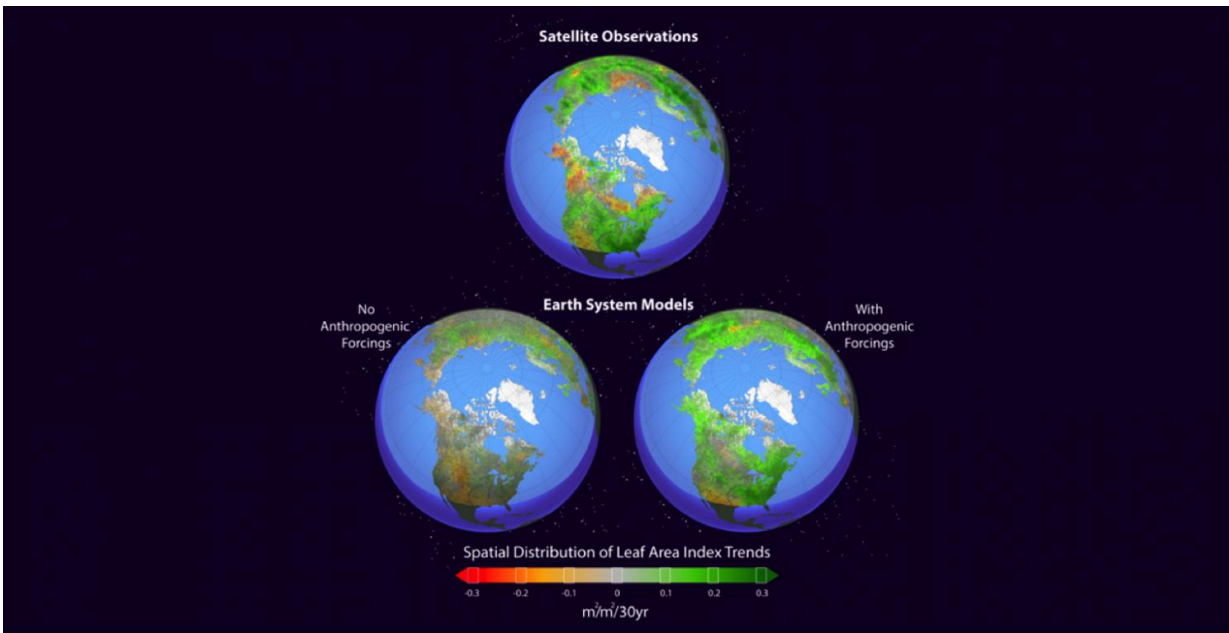 Satellite Observations
Earth System Models
No
Anthropogenic
Forcings
With
Anthropogenic
Forcings
Spatial Distribution of Leaf Area Index Trends
-0.3 -0.2 -0.1 0 0.1 0.2 0.3
m²/m²/30yr